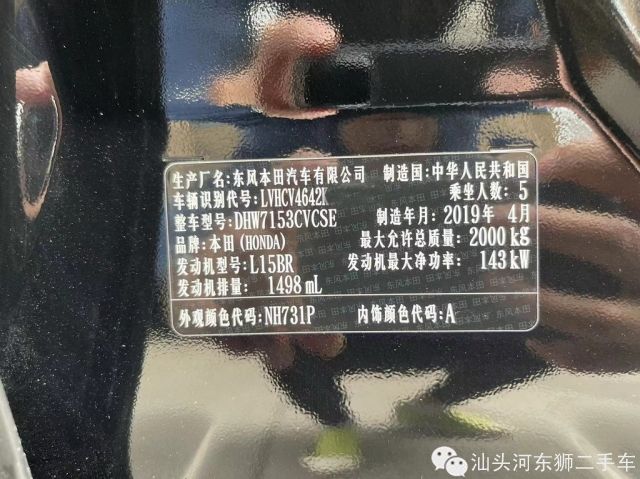 生产厂名:东风本田汽车有限公司 制造国:中华人民共和国
车辆识别代号:LVHCV4642K 乘坐人数:5
整车型号:DHW7153CVCSE 制造年月:2019年 4月
品牌:本田(HONDA) 最大允许总质量:2000kg
发动机型号:L15BR 发动机最大净功率:143kW
发动机排量:1498mL
外观颜色代码:NH731P 内饰颜色代码:A
汕头河东狮二手车